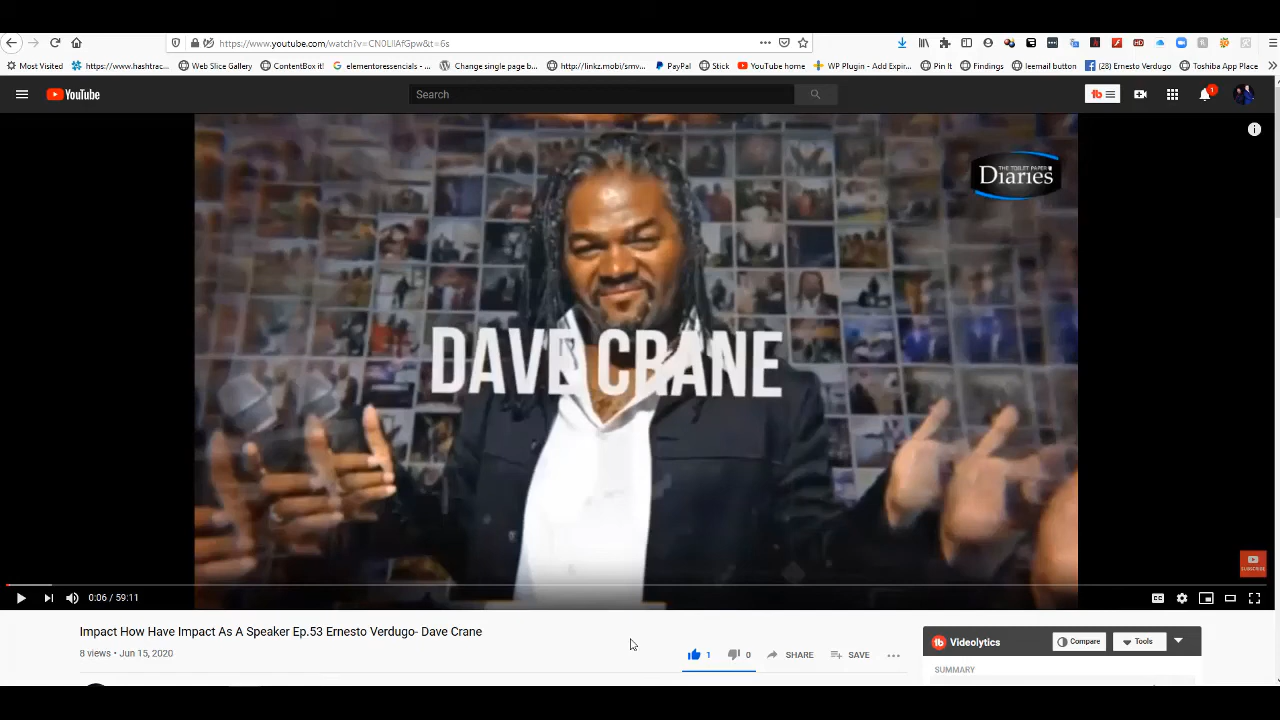 https://www.youtube.com/watch?v=CN0LlIAfGpw&t=6s
Most Visited
https://www.hashtrac...
Web Slice Gallery
ContentBox it!
elementoressencials - ...
Change single page b...
http://linkz.mobi/smv...
PayPal
Stick
YouTube home
WP Plugin - Add Expir...
Pin It
Findings
leemail button
(28) Ernesto Verdugo
Toshiba App Place
YouTube
Search
1
THE TOILET PAPER
Diaries
DAVE CRANE
SUBSCRIBE
0:06 / 59:11
Impact How Have Impact As A Speaker Ep.53 Ernesto Verdugo- Dave Crane
8 views • Jun 15, 2020
1
0
SHARE
SAVE
Videolytics
Compare
Tools
SUMMARY